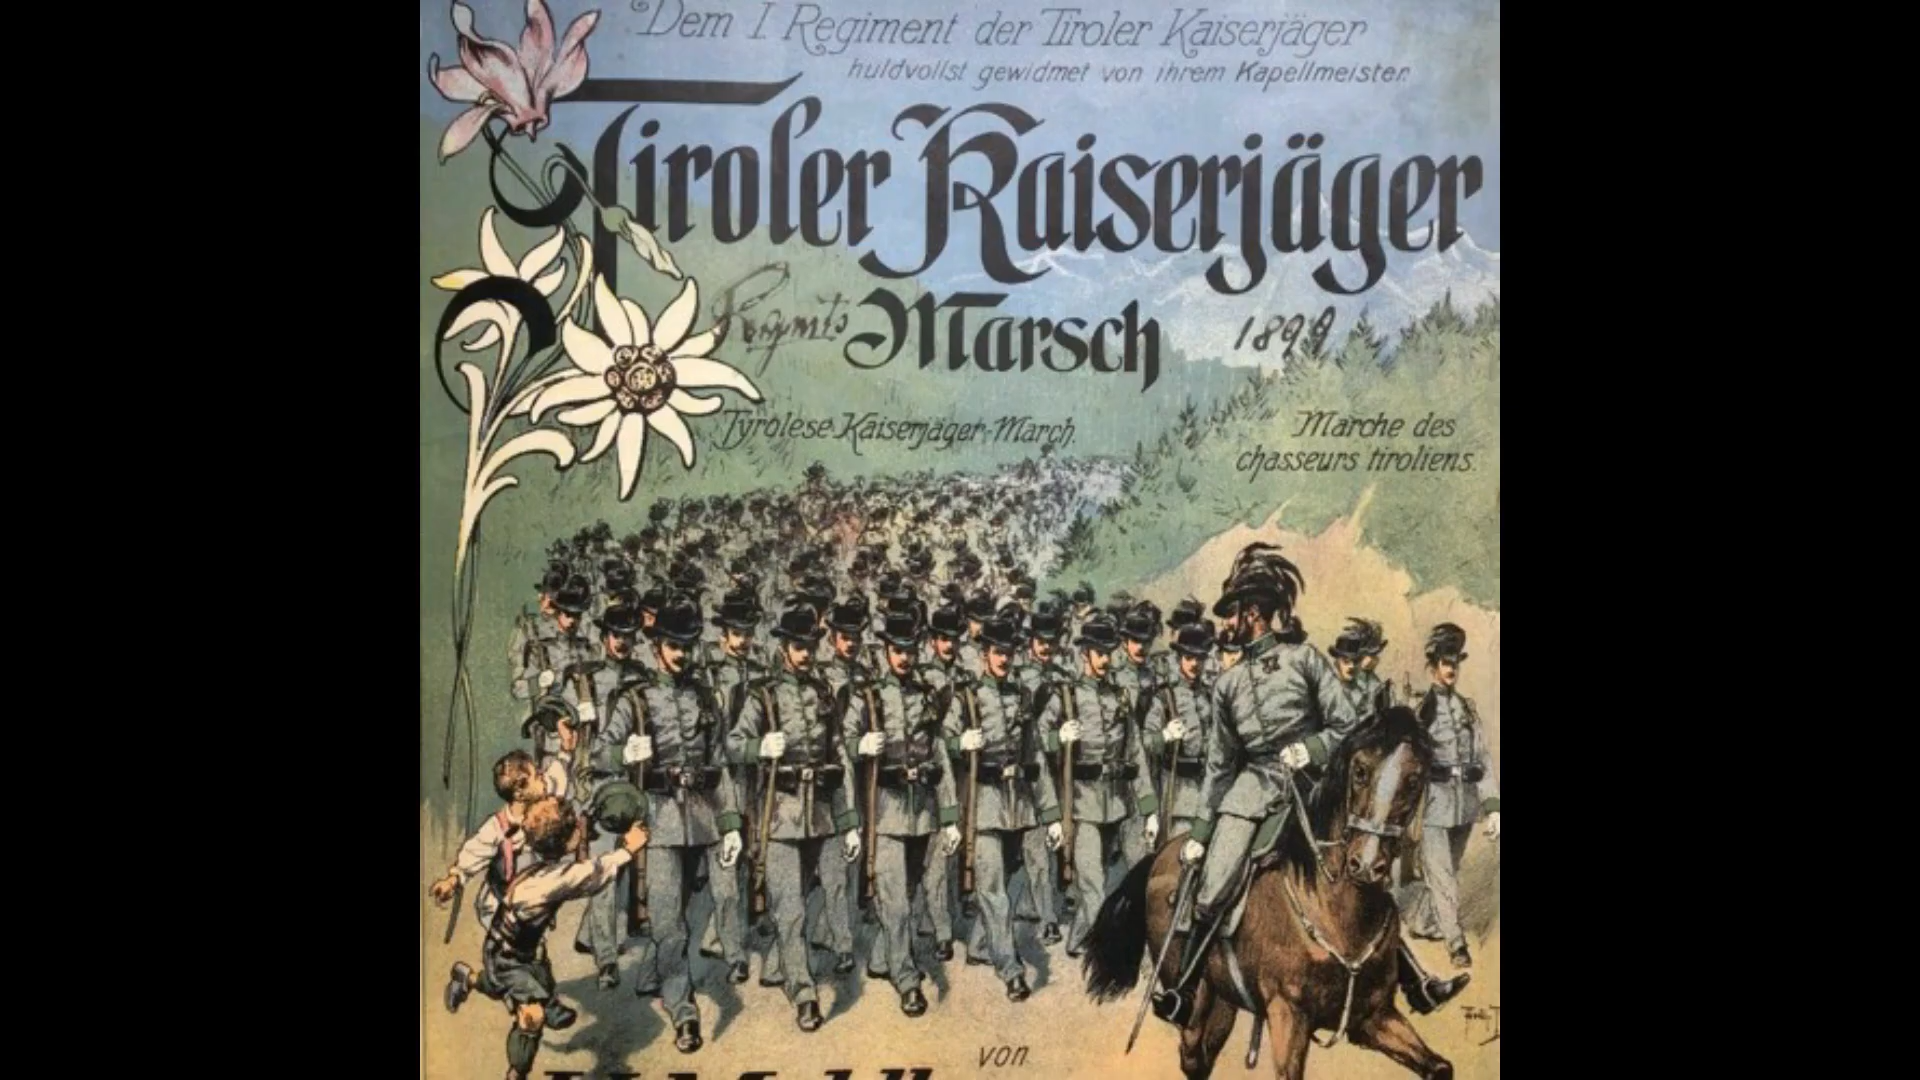 Dem I Regiment der Tiroler Kaiserjäger
huldvollst gewidmet von ihrem Kapellmeister.
Tiroler Kaiserjäger
Marsch 1899
Tyrolese-Kaiserjäger-March.
Marche des
chasseurs tiroliens.
von